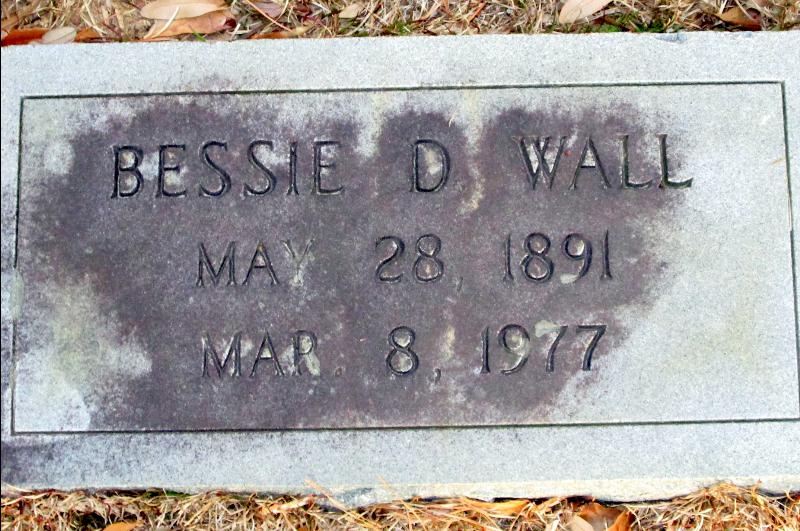 BESSIE D WALL
MAY 28, 1891
MAR. 8, 1977